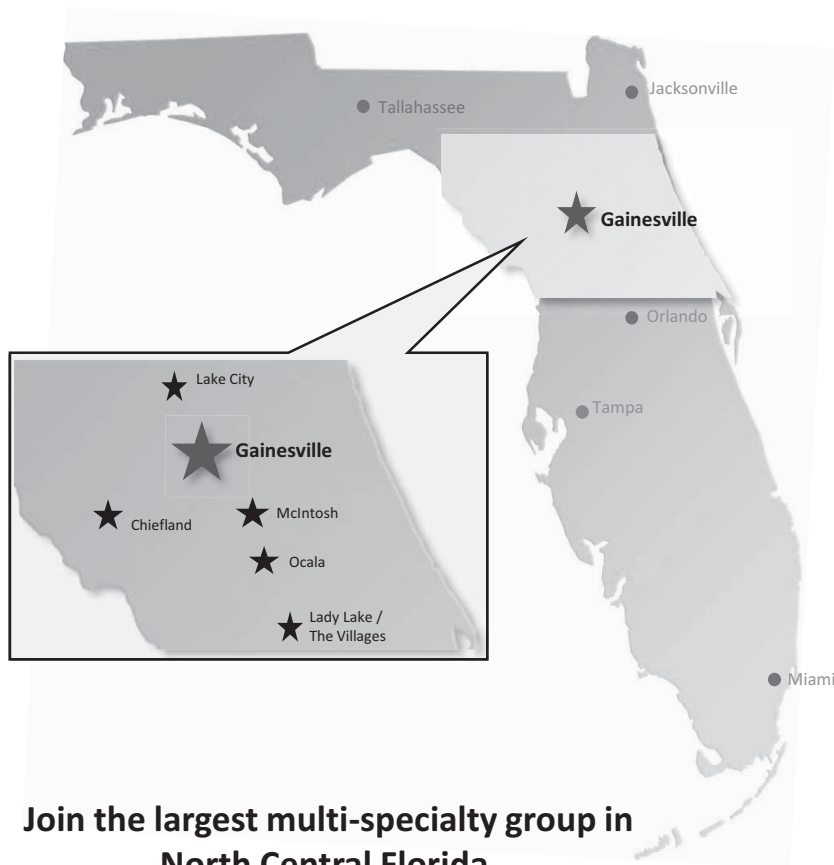 Jacksonville
Tallahassee
Gainesville
Orlando
Lake City
Tampa
Gainesville
McIntosh
Chiefland
Ocala
Lady Lake /
The Villages
Miami
Join the largest multi-specialty group in
North Central Florida